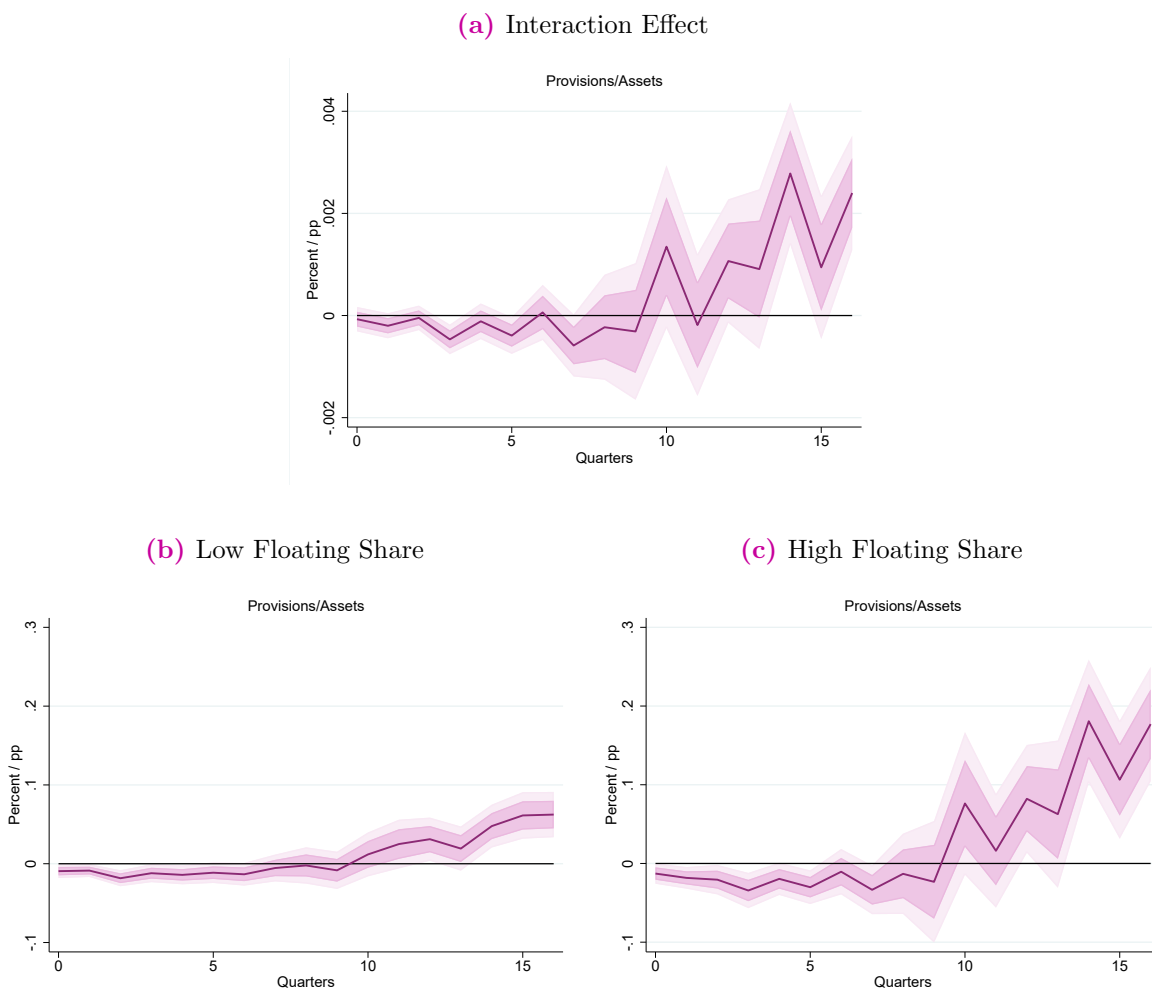 (a) Interaction Effect
Provisions/Assets
Percent / pp
.004
.002
0
-.002
0 5 10 15
Quarters
(b) Low Floating Share
Provisions/Assets
Percent / pp
.3
.2
.1
0
-.1
0 5 10 15
Quarters
(c) High Floating Share
Provisions/Assets
Percent / pp
.3
.2
.1
0
-.1
0 5 10 15
Quarters